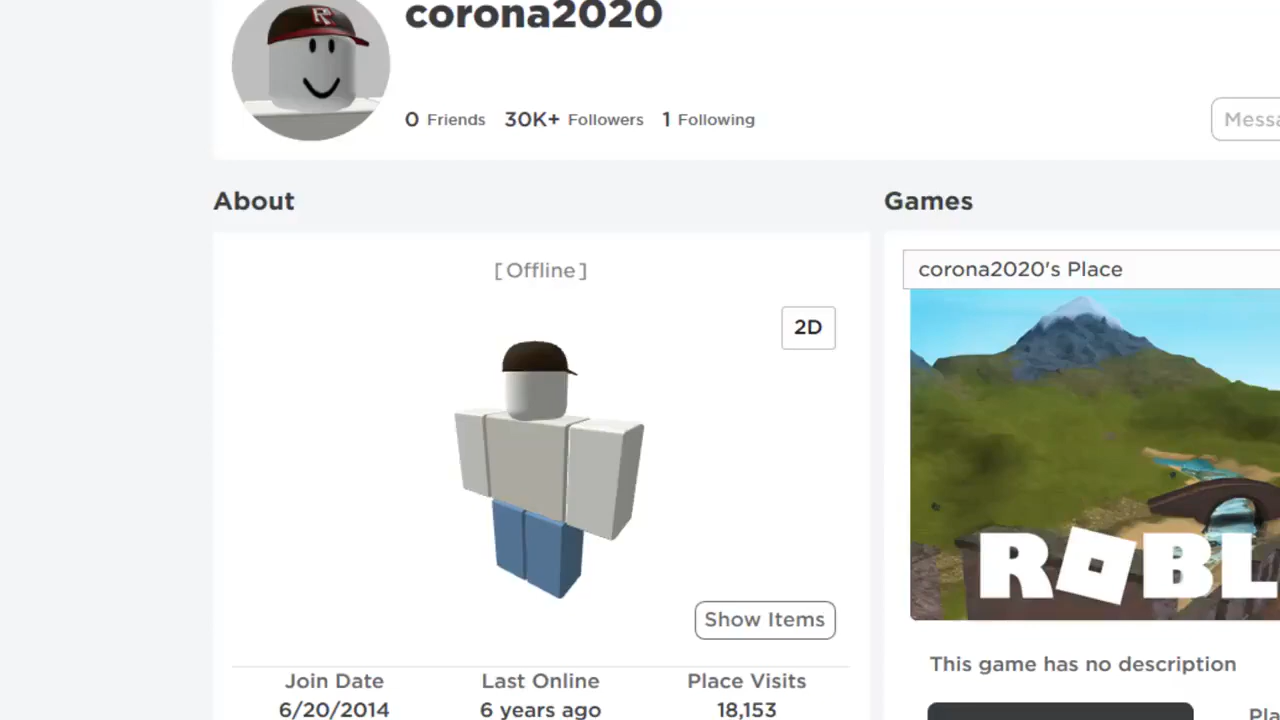 corona2020
0 Friends 30K+ Followers 1 Following
About
[ Offline ]
2D
Show Items
Join Date Last Online Place Visits
6/20/2014 6 years ago 18,153
Games
corona2020's Place
ROBL
This game has no description